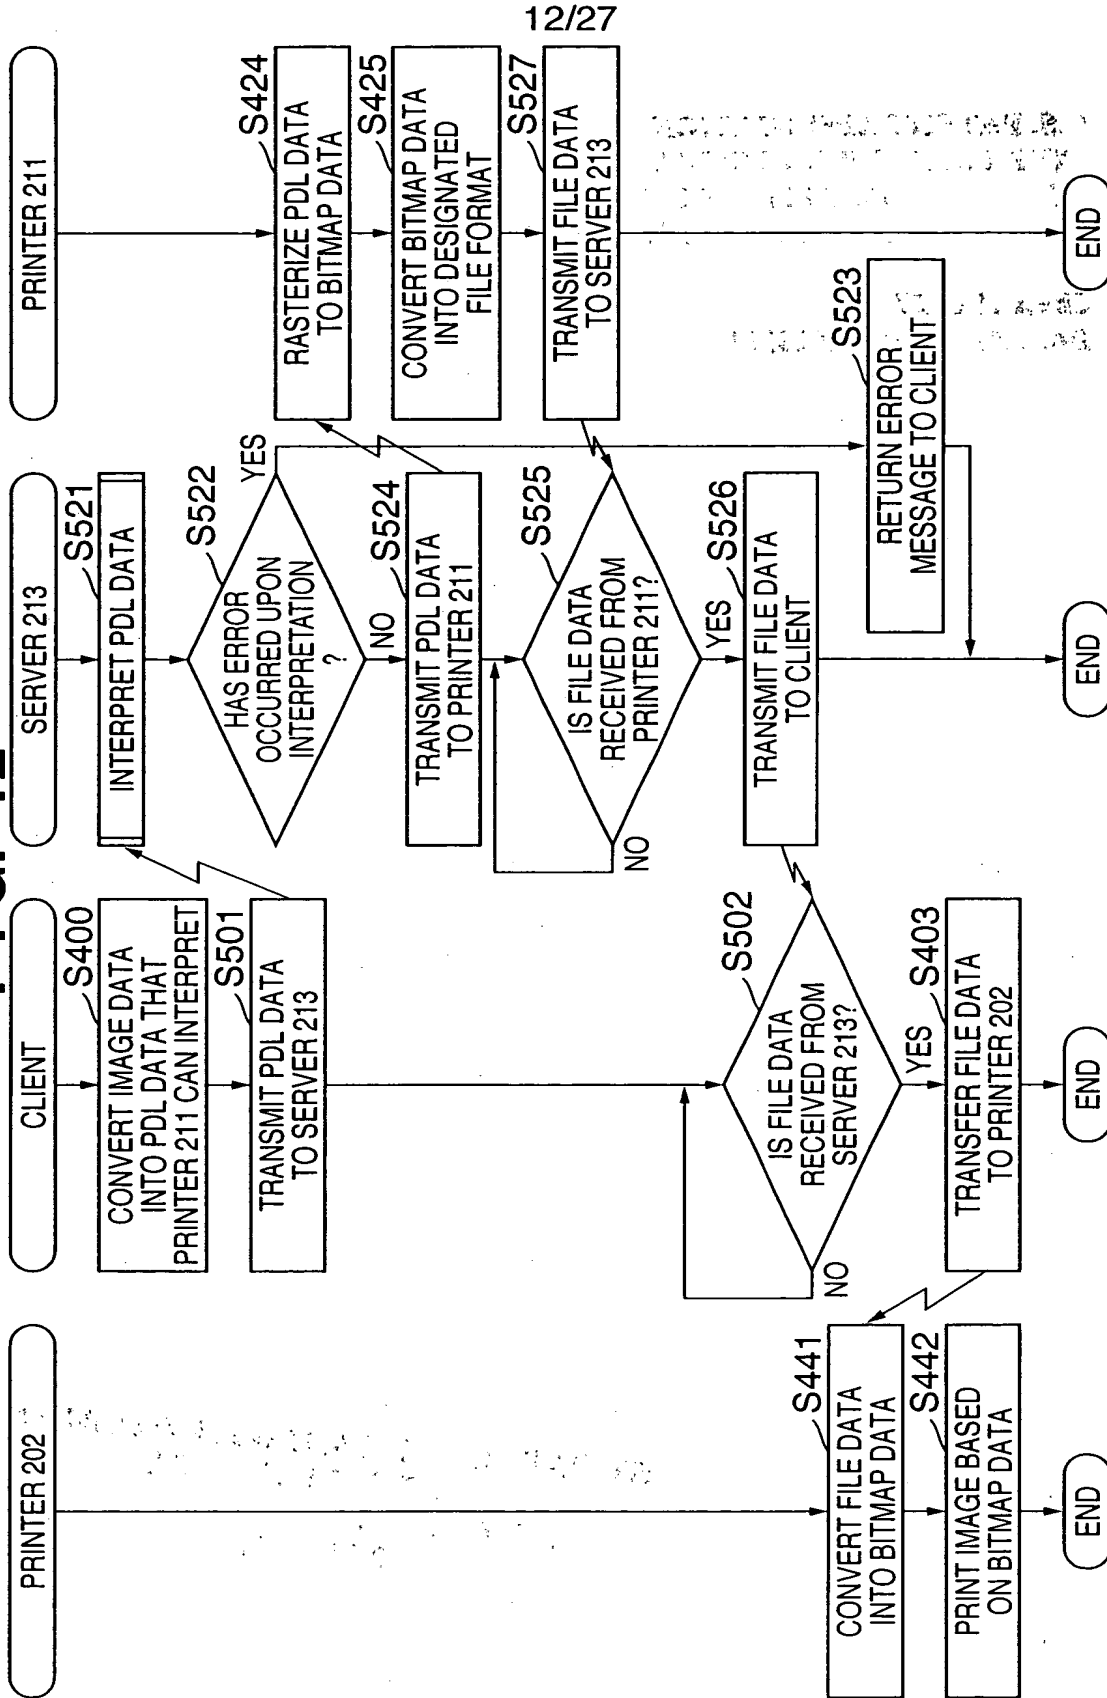 12/27
FIG. 12
PRINTER 202
CLIENT
SERVER 213
PRINTER 211
S400
CONVERT IMAGE DATA
INTO PDL DATA THAT
PRINTER 211 CAN INTERPRET
S501
TRANSMIT PDL DATA
TO SERVER 213
S502
IS FILE DATA
RECEIVED FROM
SERVER 213?
NO
YES
S403
TRANSFER FILE DATA
TO PRINTER 202
END
S441
CONVERT FILE DATA
INTO BITMAP DATA
S442
PRINT IMAGE BASED
ON BITMAP DATA
END
S521
INTERPRET PDL DATA
S522
HAS ERROR
OCCURRED UPON
INTERPRETATION
?
YES
NO
S524
TRANSMIT PDL DATA
TO PRINTER 211
S525
IS FILE DATA
RECEIVED FROM
PRINTER 211?
NO
YES
S526
TRANSMIT FILE DATA
TO CLIENT
S523
RETURN ERROR
MESSAGE TO CLIENT
END
S424
RASTERIZE PDL DATA
TO BITMAP DATA
S425
CONVERT BITMAP DATA
INTO DESIGNATED
FILE FORMAT
S527
TRANSMIT FILE DATA
TO SERVER 213
END